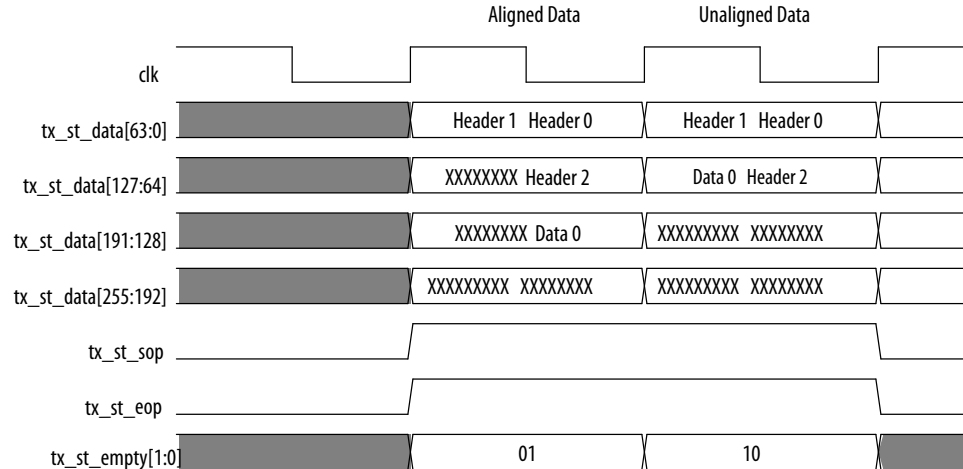 Aligned Data Unaligned Data
clk
tx_st_data[63:0] Header 1 Header 0 Header 1 Header 0
tx_st_data[127:64] XXXXXXXX Header 2 Data 0 Header 2
tx_st_data[191:128] XXXXXXXX Data 0 XXXXXXXXX XXXXXXXX
tx_st_data[255:192] XXXXXXXXX XXXXXXXX XXXXXXXXX XXXXXXXX
tx_st_sop
tx_st_eop
tx_st_empty[1:0] 01 10